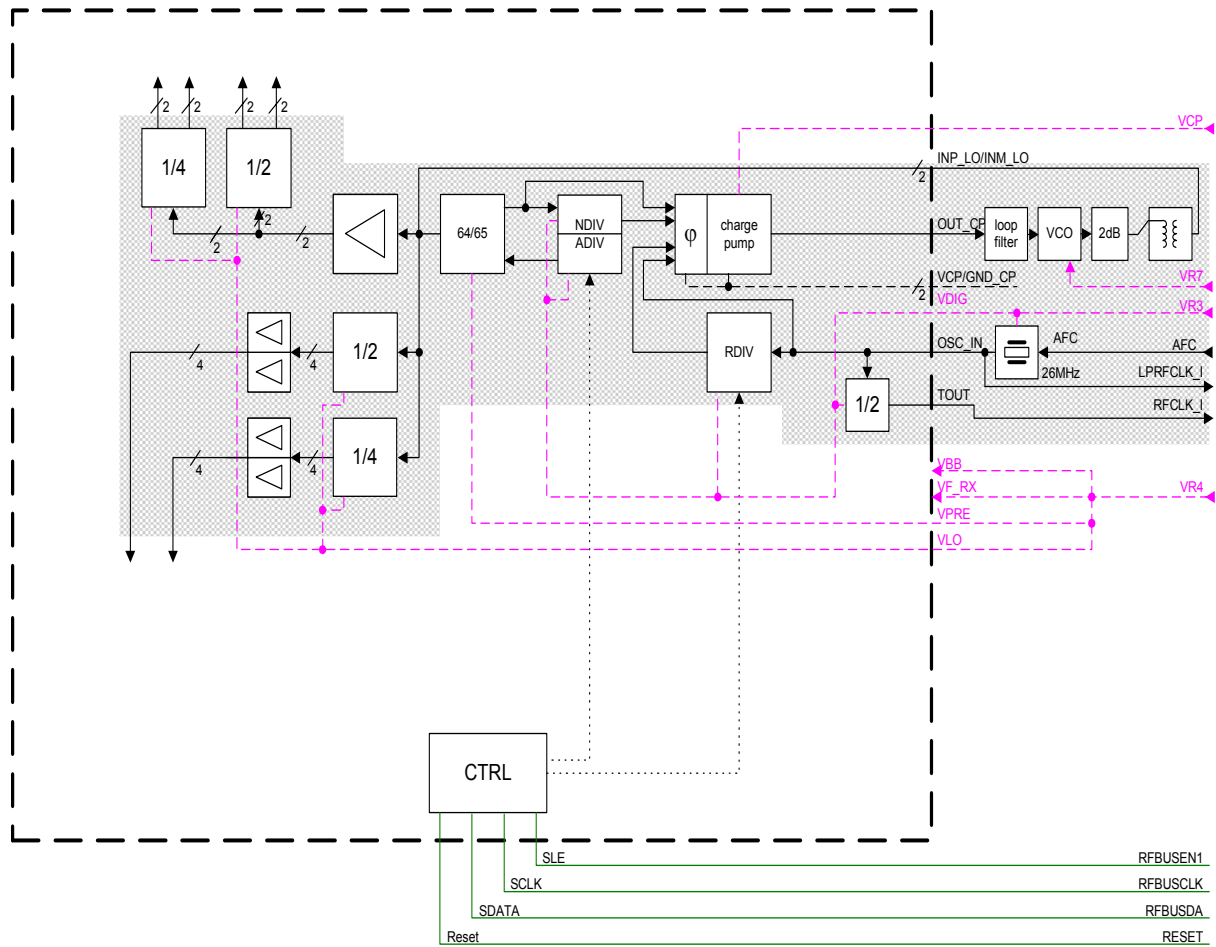 2
2
2
2
VCP
1/4
1/2
INP_LO/INM_LO
2
2
2
2
64/65
NDIV
ADIV
φ
charge
pump
OUT_CP
loop
filter
VCO
2dB
VCP/GND_CP
2
VR7
VDIG
VR3
4
4
1/2
RDIV
OSC_IN
AFC
AFC
26MHz
LPRFCLK_I
1/2
TOUT
RFCLK_I
4
4
1/4
VBB
VF_RX
VR4
VPRE
VLO
CTRL
SLE
RFBUSEN1
SCLK
RFBUSCLK
SDATA
RFBUSDA
Reset
RESET